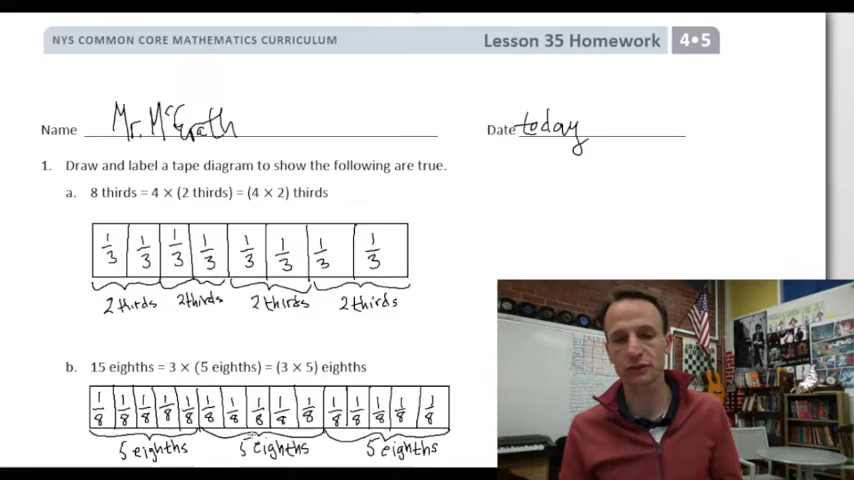 NYS COMMON CORE MATHEMATICS CURRICULUM Lesson 35 Homework 4•5
Name Mr. McGrath Date today
1. Draw and label a tape diagram to show the following are true.
a. 8 thirds = 4 × (2 thirds) = (4 × 2) thirds
1/3 1/3 1/3 1/3 1/3 1/3 1/3 1/3
2 thirds 2 thirds 2 thirds 2 thirds
b. 15 eighths = 3 × (5 eighths) = (3 × 5) eighths
1/8 1/8 1/8 1/8 1/8 1/8 1/8 1/8 1/8 1/8 1/8 1/8 1/8 1/8 1/8
5 eighths 5 eighths 5 eighths